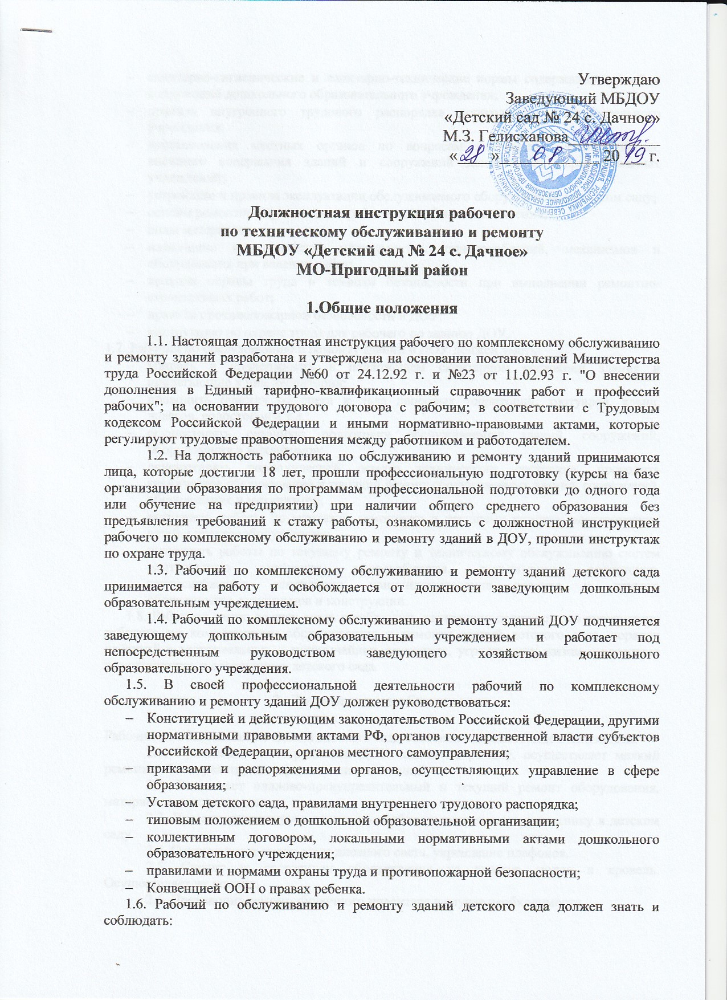 Утверждаю
Заведующий МБДОУ
«Детский сад № 24 с. Дачное»
М.З. Гелисханова
«28» 08 2019 г.
Должностная инструкция рабочего
по техническому обслуживанию и ремонту
МБДОУ «Детский сад № 24 с. Дачное»
МО-Пригодный район
1.Общие положения
1.1. Настоящая должностная инструкция рабочего по комплексному обслуживанию
и ремонту зданий разработана и утверждена на основании постановлений Министерства
труда Российской Федерации №60 от 24.12.92 г. и №23 от 11.02.93 г. "О внесении
дополнения в Единый тарифно-квалификационный справочник работ и профессий
рабочих"; на основании трудового договора с рабочим; в соответствии с Трудовым
кодексом Российской Федерации и иными нормативно-правовыми актами, которые
регулируют трудовые правоотношения между работником и работодателем.
1.2. На должность работника по обслуживанию и ремонту зданий принимаются
лица, которые достигли 18 лет, прошли профессиональную подготовку (курсы на базе
организации образования по программам профессиональной подготовки до одного года
или обучение на предприятии) при наличии общего среднего образования без
предъявления требований к стажу работы, ознакомились с должностной инструкцией
рабочего по комплексному обслуживанию и ремонту зданий в ДОУ, прошли инструктаж
по охране труда.
1.3. Рабочий по комплексному обслуживанию и ремонту зданий детского сада
принимается на работу и освобождается от должности заведующим дошкольным
образовательным учреждением.
1.4. Рабочий по комплексному обслуживанию и ремонту зданий ДОУ подчиняется
заведующему дошкольным образовательным учреждением и работает под
непосредственным руководством заведующего хозяйством дошкольного
образовательного учреждения.
1.5. В своей профессиональной деятельности рабочий по комплексному
обслуживанию и ремонту зданий ДОУ должен руководствоваться:
– Конституцией и действующим законодательством Российской Федерации, другими
нормативными правовыми актами РФ, органов государственной власти субъектов
Российской Федерации, органов местного самоуправления;
– приказами и распоряжениями органов, осуществляющих управление в сфере
образования;
– Уставом детского сада, правилами внутреннего трудового распорядка;
– типовым положением о дошкольной образовательной организации;
– коллективным договором, локальными нормативными актами дошкольного
образовательного учреждения;
– правилами и нормами охраны труда и противопожарной безопасности;
– Конвенцией ООН о правах ребенка.
1.6. Рабочий по обслуживанию и ремонту зданий детского сада должен знать и
соблюдать: